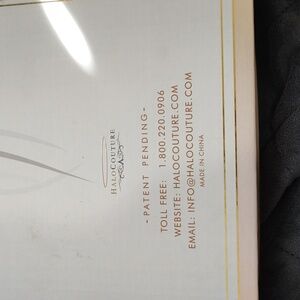 HALOCOUTURE
- PATENT PENDING -
TOLL FREE: 1.800.220.0906
WEBSITE: HALOCOUTURE.COM
EMAIL: INFO@HALOCOUTURE.COM
MADE IN CHINA